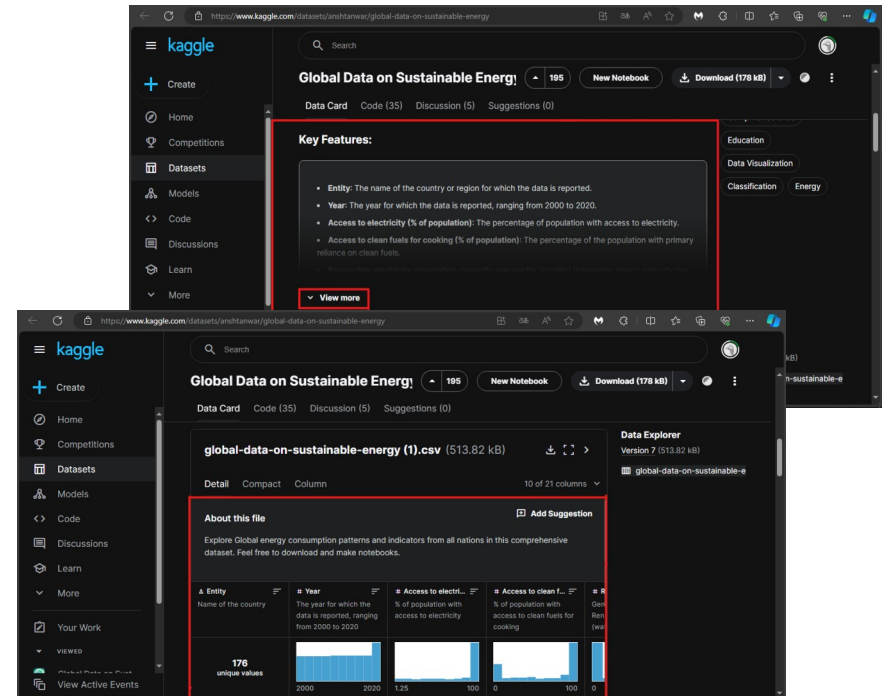 https://www.kaggle.com/datasets/anshtanwar/global-data-on-sustainable-energy
kaggle
Search
Create
Global Data on Sustainable Energy
195
New Notebook
Download (178 kB)
Data Card
Code (35)
Discussion (5)
Suggestions (0)
Home
Competitions
Datasets
Models
Code
Discussions
Learn
More
Key Features:
• Entity: The name of the country or region for which the data is reported.
• Year: The year for which the data is reported, ranging from 2000 to 2020.
• Access to electricity (% of population): The percentage of population with access to electricity.
• Access to clean fuels for cooking (% of population): The percentage of the population with primary
reliance on clean fuels.
View more
Education
Data Visualization
Classification
Energy
kB)
n-sustainable-e
https://www.kaggle.com/datasets/anshtanwar/global-data-on-sustainable-energy
kaggle
Search
Create
Global Data on Sustainable Energy
195
New Notebook
Download (178 kB)
Data Card
Code (35)
Discussion (5)
Suggestions (0)
Home
Competitions
Datasets
Models
Code
Discussions
Learn
More
Your Work
VIEWED
View Active Events
global-data-on-sustainable-energy (1).csv (513.82 kB)
Detail
Compact
Column
10 of 21 columns
About this file
Add Suggestion
Explore Global energy consumption patterns and indicators from all nations in this comprehensive
dataset. Feel free to download and make notebooks.
Entity
Name of the country
176
unique values
# Year
The year for which the
data is reported, ranging
from 2000 to 2020
2000
2020
# Access to electri...
% of population with
access to electricity
1.25
100
# Access to clean f...
% of population with
access to clean fuels for
cooking
0
100
# R
Gen
Ren
(wat
0
Data Explorer
Version 7 (513.82 kB)
global-data-on-sustainable-e